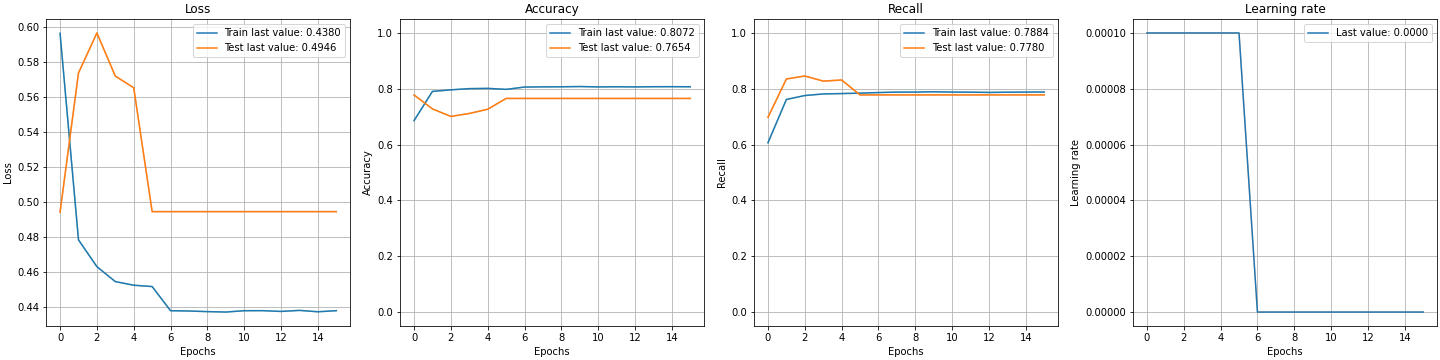 Loss
Train last value: 0.4380
Test last value: 0.4946
0.60
0.58
0.56
0.54
0.52
0.50
0.48
0.46
0.44
Loss
0 2 4 6 8 10 12 14
Epochs
Accuracy
Train last value: 0.8072
Test last value: 0.7654
1.0
0.8
0.6
0.4
0.2
0.0
Accuracy
0 2 4 6 8 10 12 14
Epochs
Recall
Train last value: 0.7884
Test last value: 0.7780
1.0
0.8
0.6
0.4
0.2
0.0
Recall
0 2 4 6 8 10 12 14
Epochs
Learning rate
Last value: 0.0000
0.00010
0.00008
0.00006
0.00004
0.00002
0.00000
Learning rate
0 2 4 6 8 10 12 14
Epochs